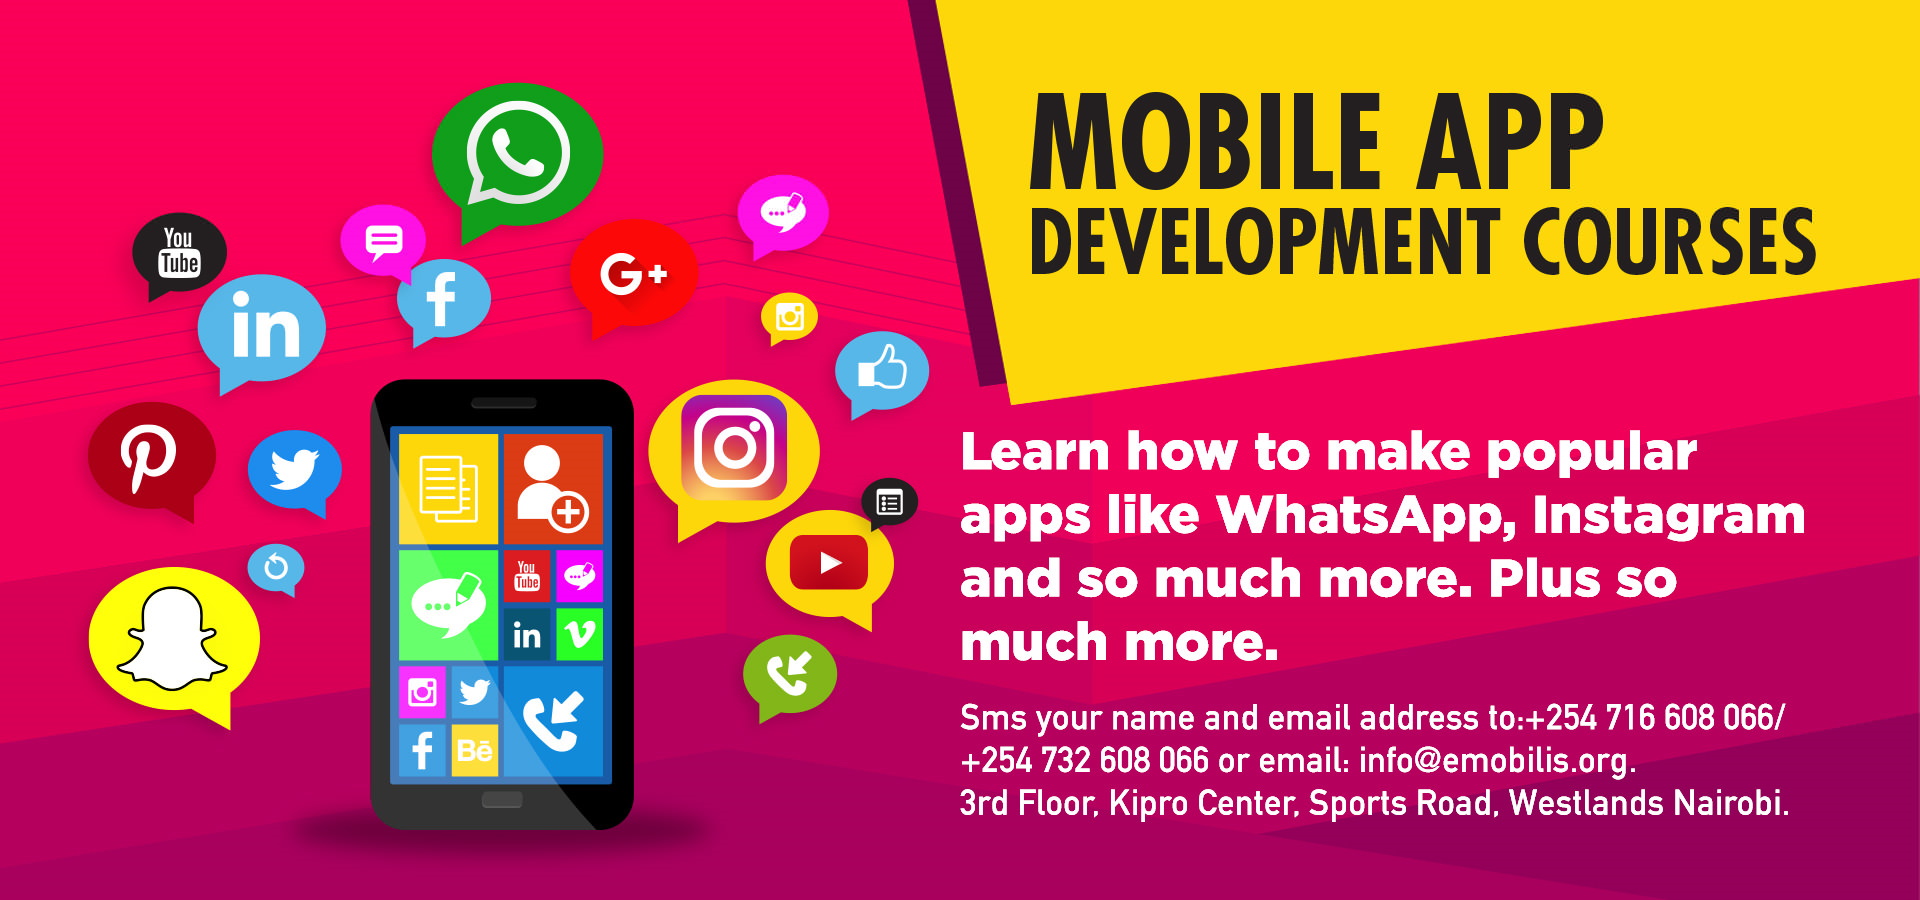 MOBILE APP
DEVELOPMENT COURSES
Learn how to make popular
apps like WhatsApp, Instagram
and so much more. Plus so
much more.
Sms your name and email address to:+254 716 608 066/
+254 732 608 066 or email: info@emobilis.org.
3rd Floor, Kipro Center, Sports Road, Westlands Nairobi.
You
Tube
in
f
G+
You
Tube
in
f
Bē